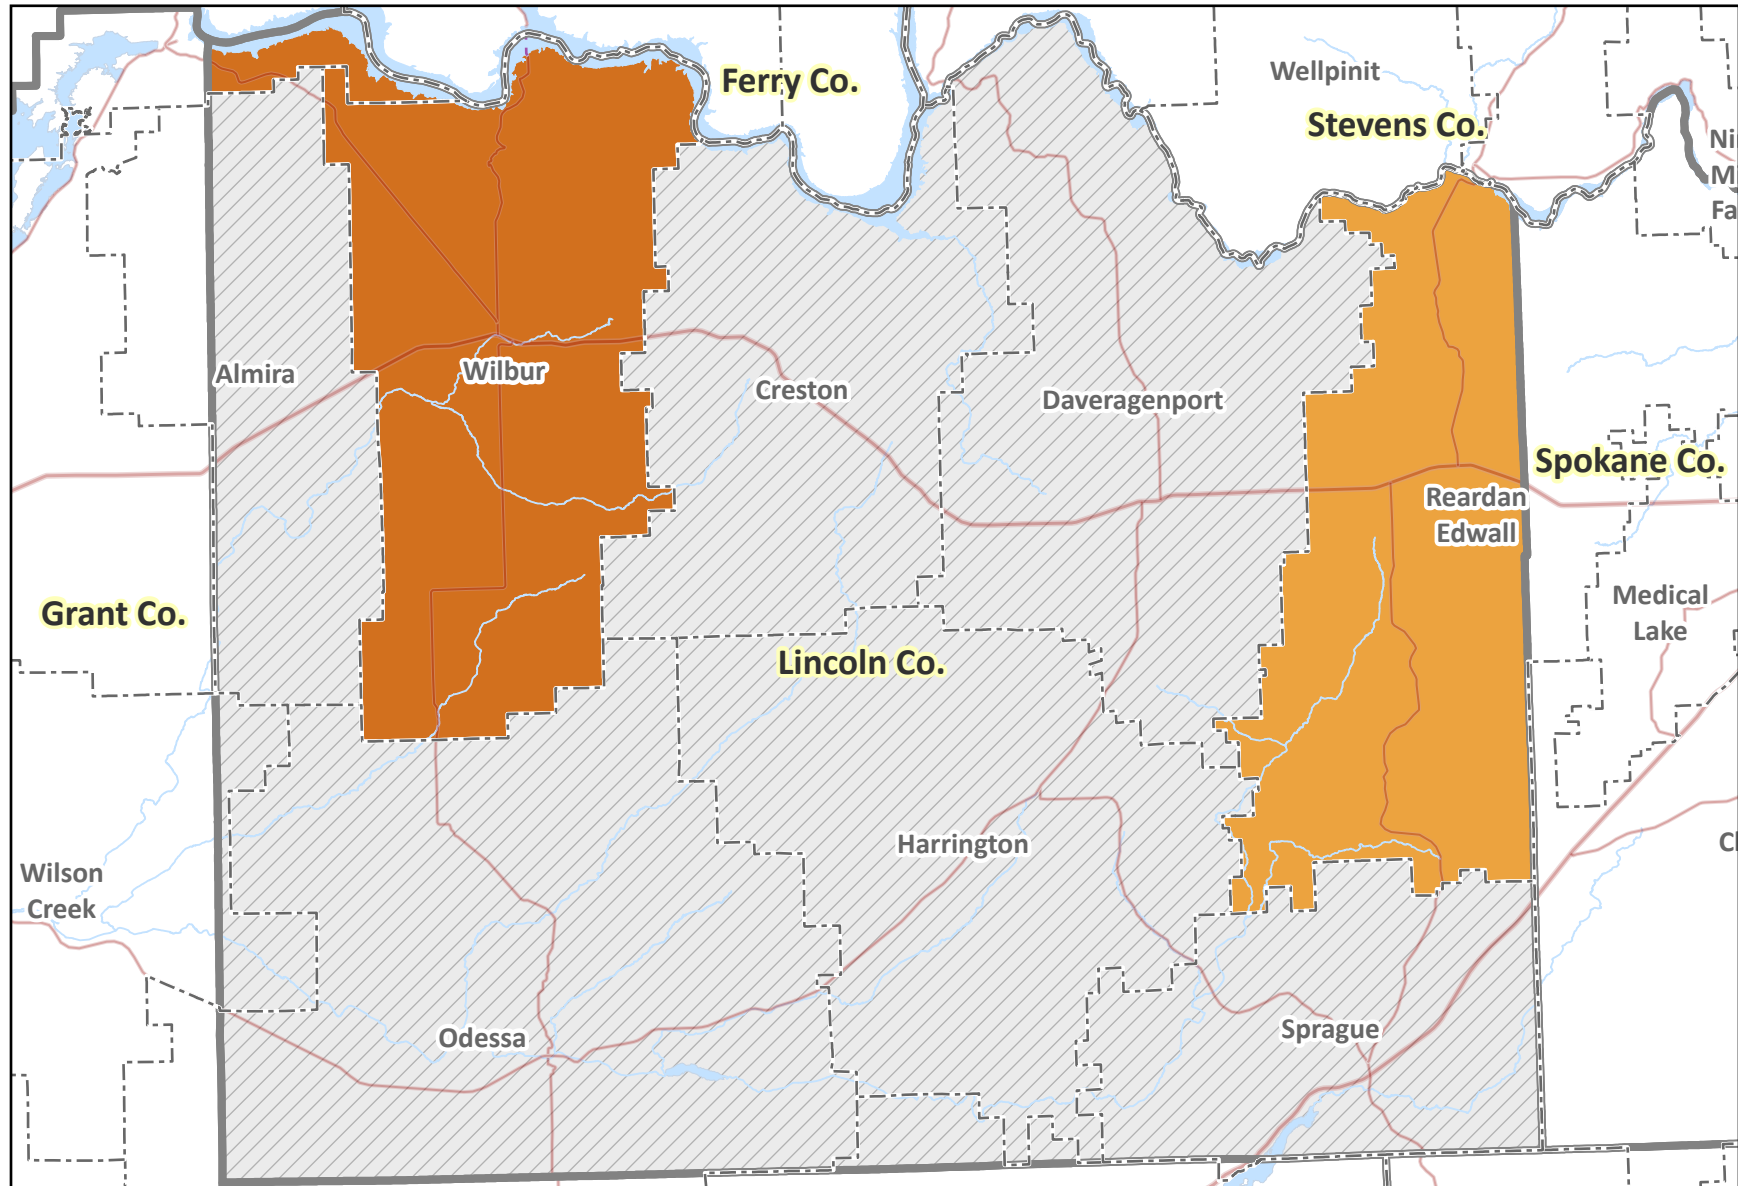 Ferry Co.
Wellpinit
Stevens Co.
Almira
Wilbur
Creston
Daveragenport
Spokane Co.
Reardan
Edwall
Grant Co.
Medical
Lake
Lincoln Co.
Harrington
Wilson
Creek
Odessa
Sprague